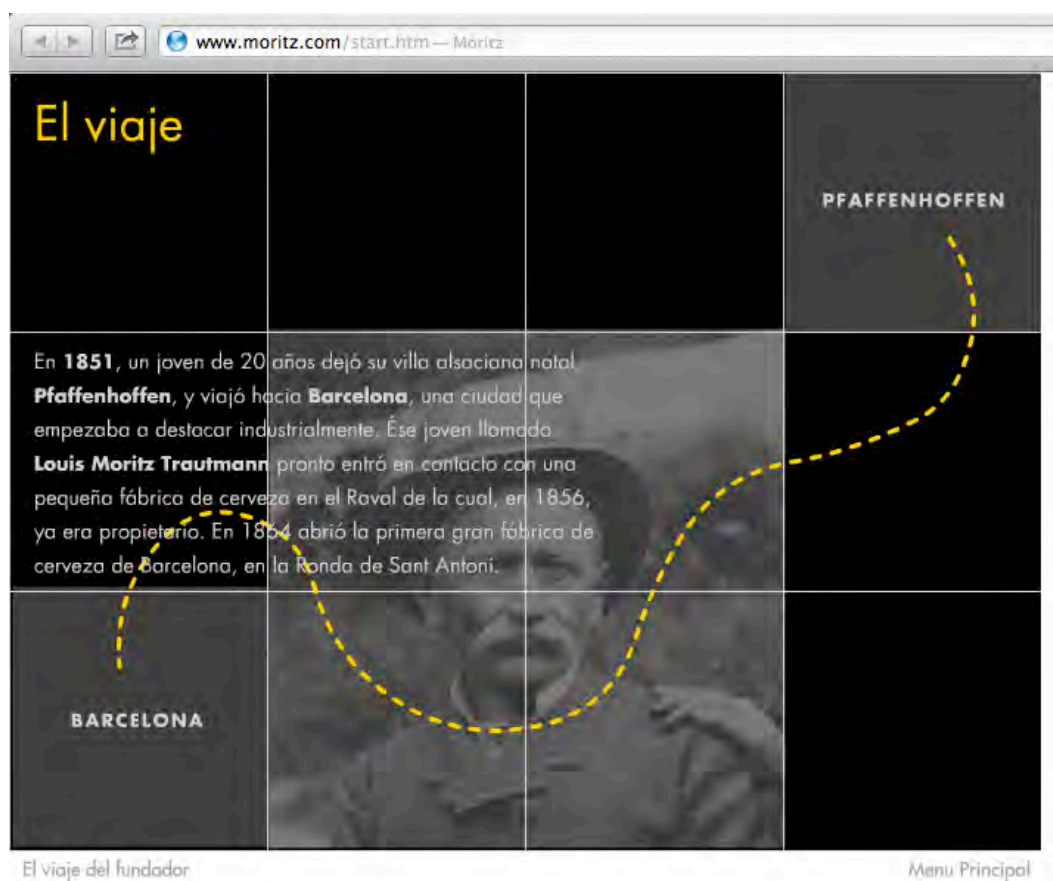 www.moritz.com/start.htm — Moritz
El viaje
PFAFFENHOFFEN
En 1851, un joven de 20 años dejó su villa alsaciana natal,
Pfaffenhoffen, y viajó hacia Barcelona, una ciudad que
empezaba a destacar industrialmente. Ése joven llamado
Louis Moritz Trautmann pronto entró en contacto con una
pequeña fábrica de cerveza en el Raval de la cual, en 1856,
ya era propietario. En 1864 abrió la primera gran fábrica de
cerveza de Barcelona, en la Ronda de Sant Antoni.
BARCELONA
El viaje del fundador
Menu Principal